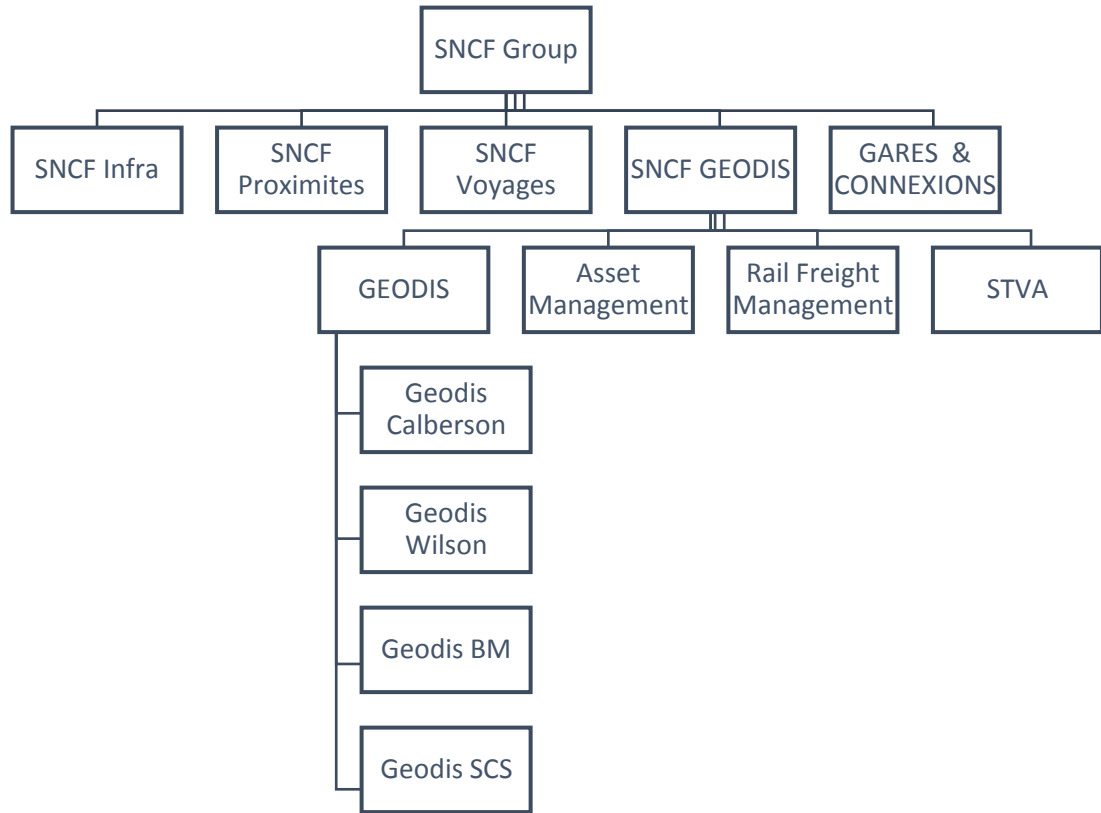 SNCF Group
SNCF Infra
SNCF
Proximites
SNCF
Voyages
SNCF GEODIS
GARES & 
CONNEXIONS
GEODIS
Asset
Management
Rail Freight
Management
STVA
Geodis
Calberson
Geodis
Wilson
Geodis BM
Geodis SCS